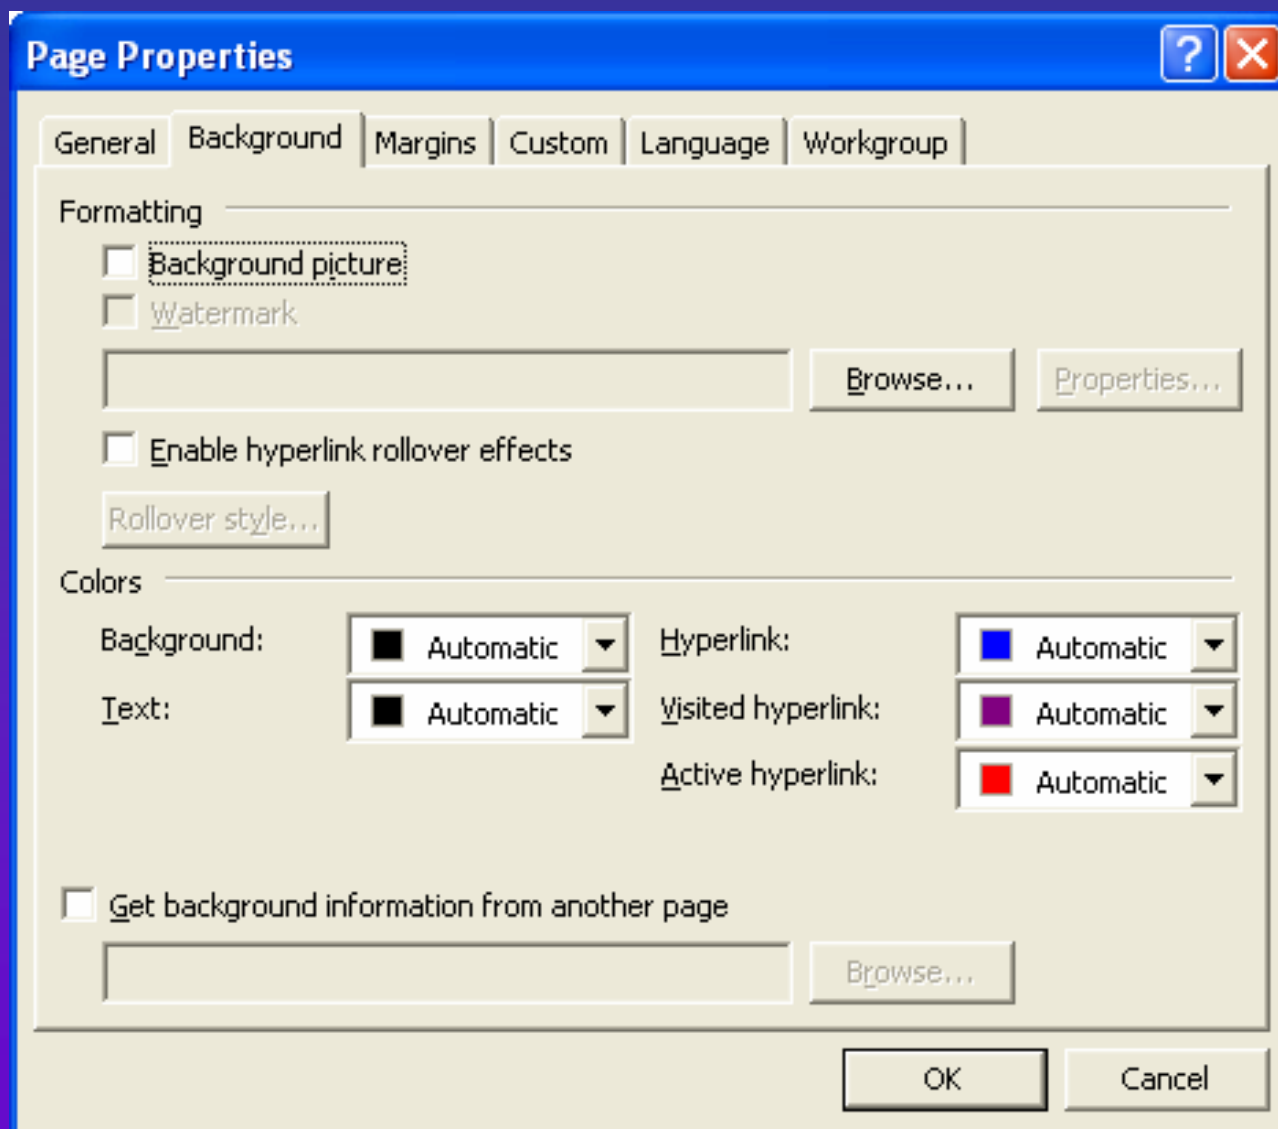 Page Properties
General Background Margins Custom Language Workgroup
Formatting
Background picture
Watermark
Browse... Properties...
Enable hyperlink rollover effects
Rollover style...
Colors
Background: Automatic Hyperlink: Automatic
Text: Automatic Visited hyperlink: Automatic
Active hyperlink: Automatic
Get background information from another page
Browse...
OK Cancel